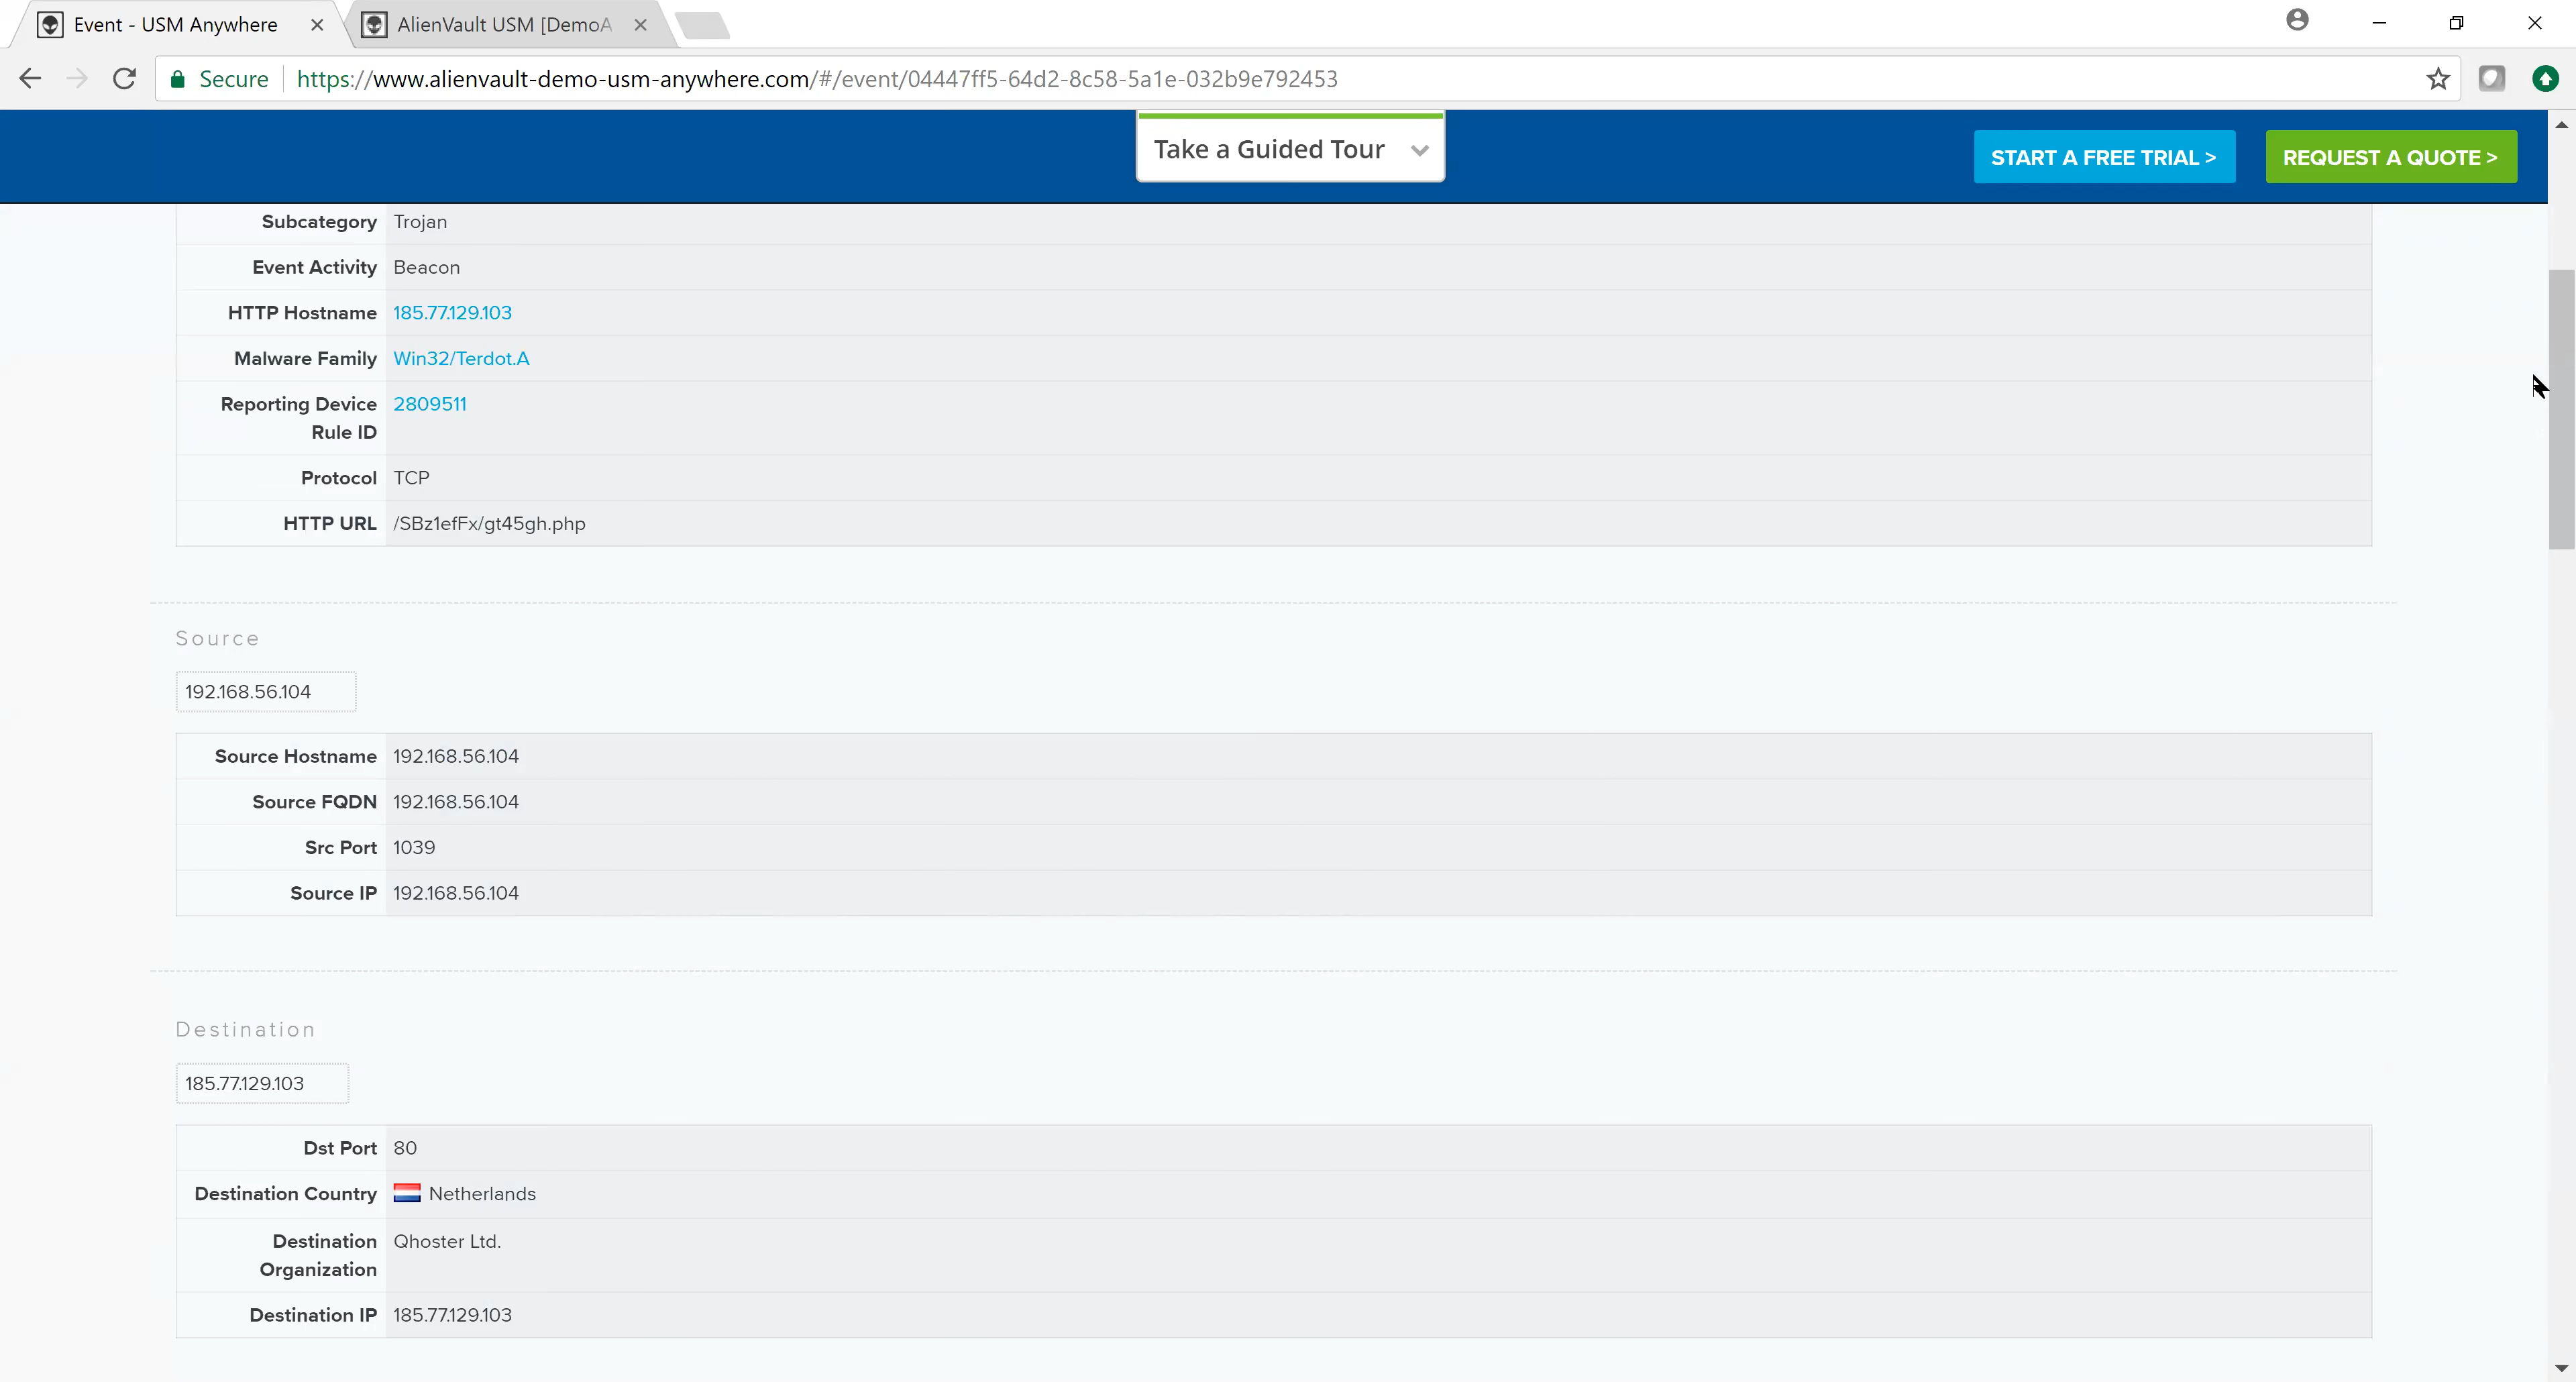 Event - USM Anywhere
AlienVault USM [DemoA
Secure https://www.alienvault-demo-usm-anywhere.com/#/event/04447ff5-64d2-8c58-5a1e-032b9e792453
Take a Guided Tour
START A FREE TRIAL >
REQUEST A QUOTE >
Subcategory Trojan
Event Activity Beacon
HTTP Hostname 185.77.129.103
Malware Family Win32/Terdot.A
Reporting Device 2809511
Rule ID
Protocol TCP
HTTP URL /SBz1efFx/gt45gh.php
Source
192.168.56.104
Source Hostname 192.168.56.104
Source FQDN 192.168.56.104
Src Port 1039
Source IP 192.168.56.104
Destination
185.77.129.103
Dst Port 80
Destination Country Netherlands
Destination Qhoster Ltd.
Organization
Destination IP 185.77.129.103